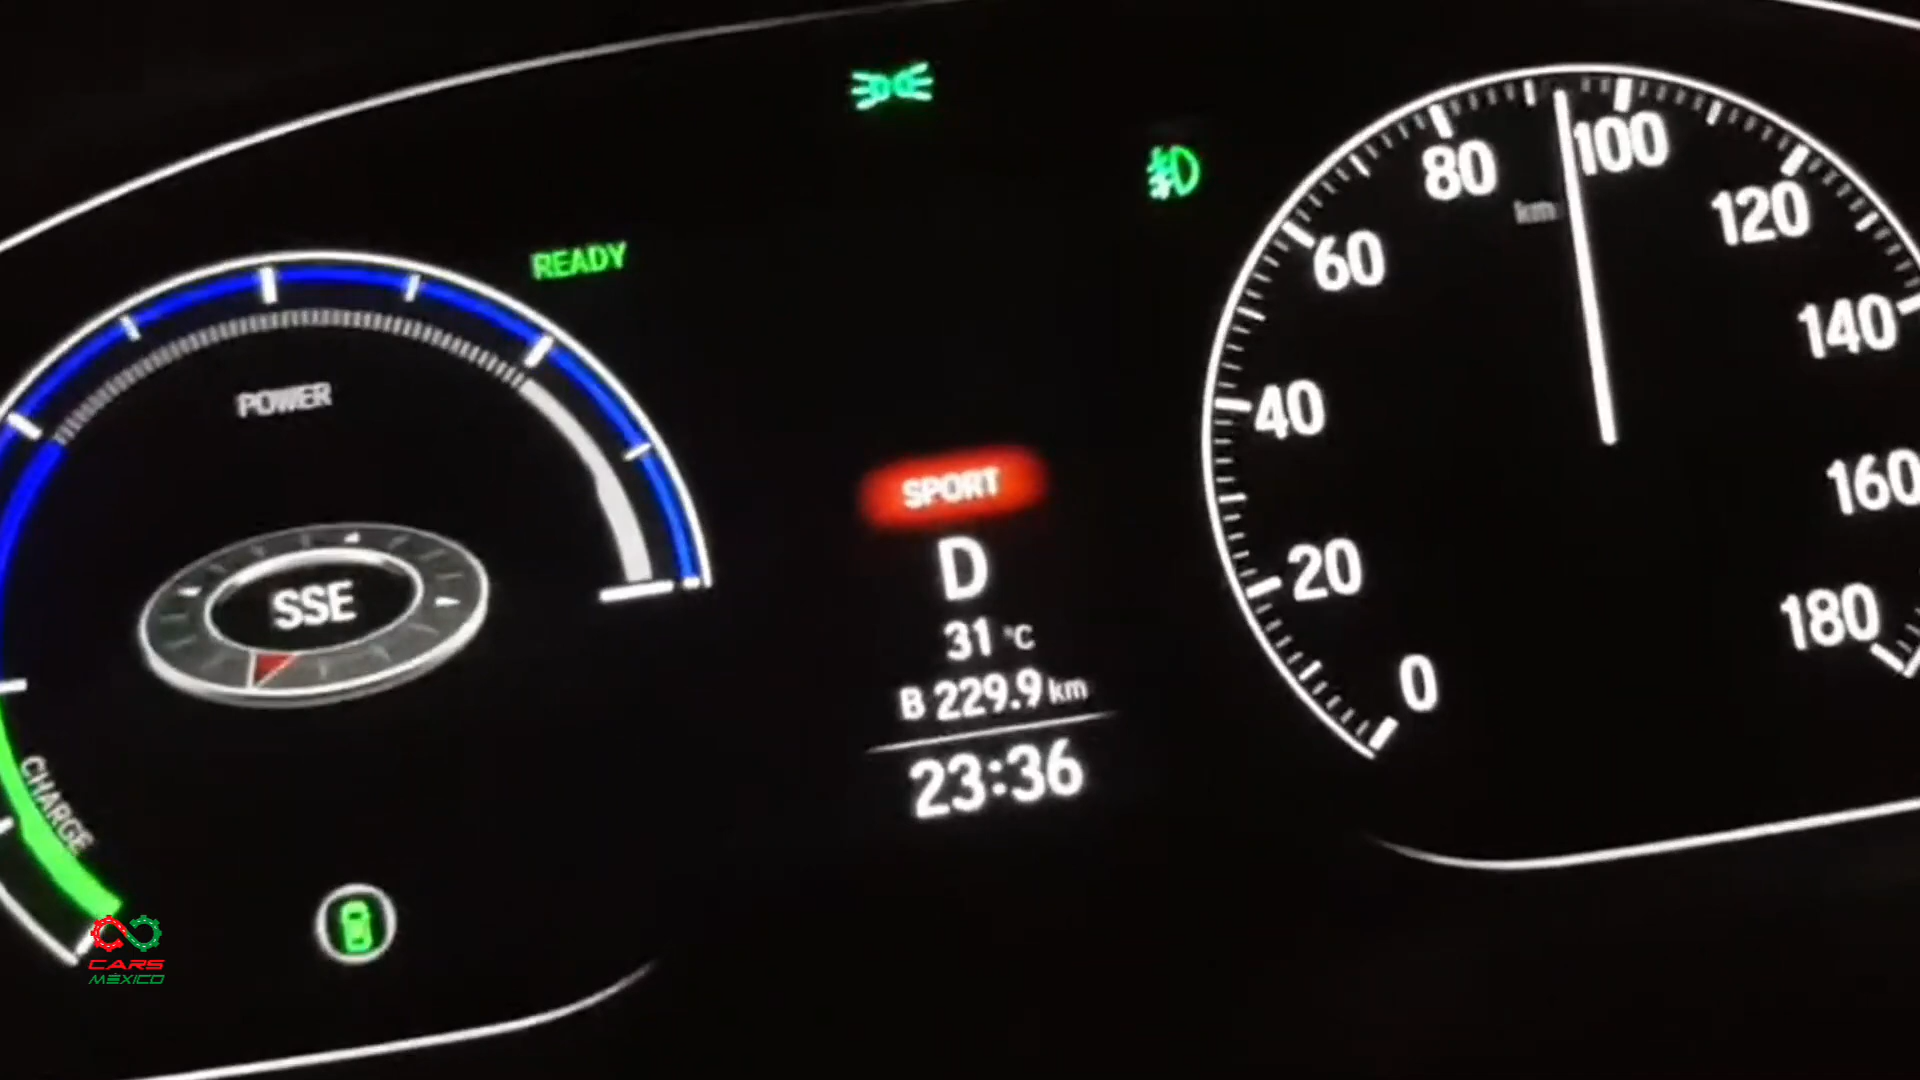 READY
POWER
SSE
CHARGE
SPORT
D
31 °C
B 229.9 km
23:36
0
20
40
60
80
100
120
140
160
180
km
CARS
MÉXICO